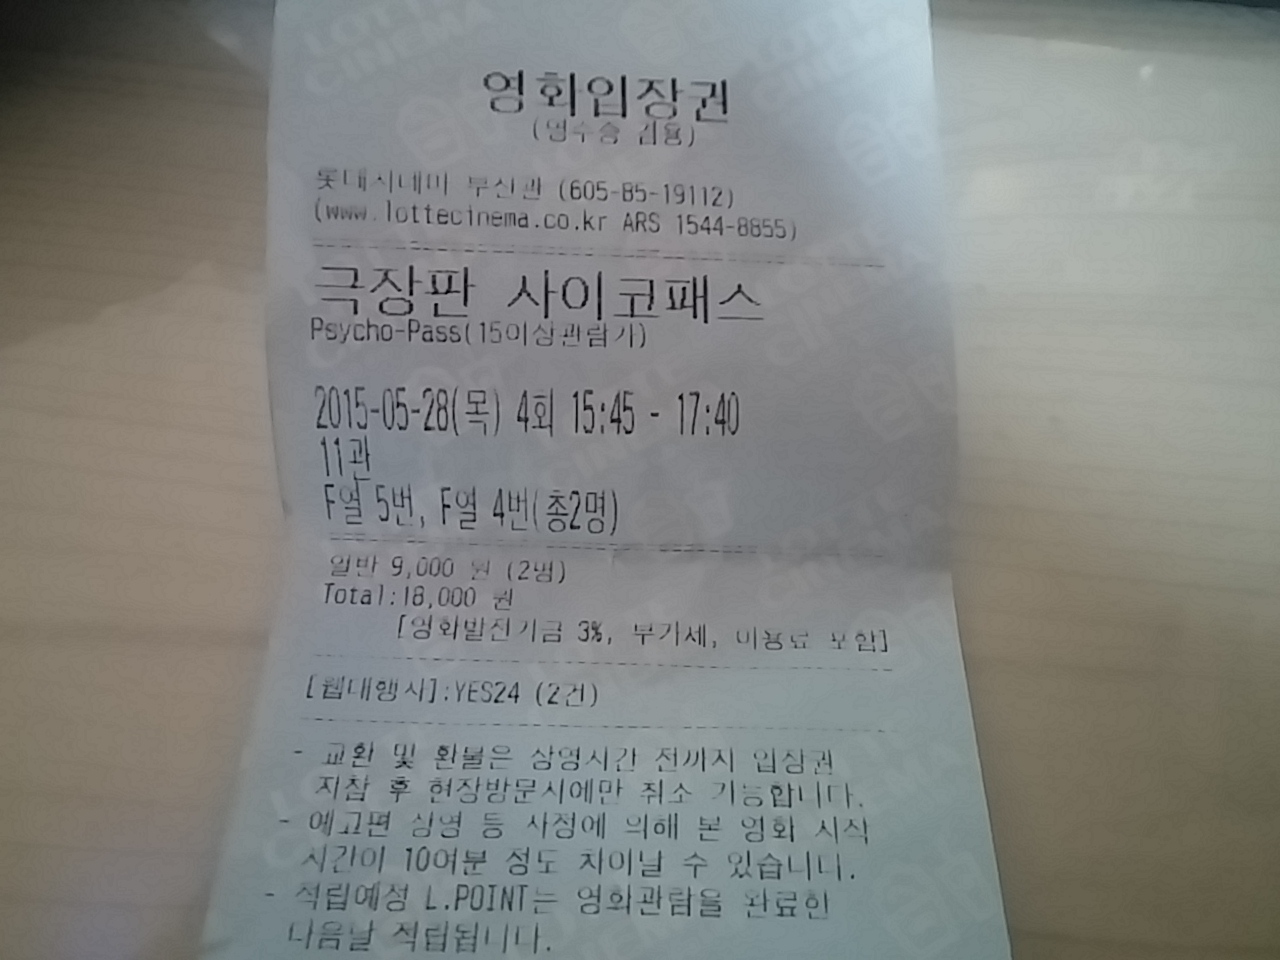 영화입장권
(영수증 겸용)
롯데시네마 부산관 (605-85-19112)
(www.lottecinema.co.kr ARS 1544-8855)
극장판 사이코패스
Psycho-Pass(15이상관람가)
2015-05-28(목) 4회 15:45 - 17:40
11관
F열 5번, F열 4번(총2명)
일반 9,000 원 (2명)
Total:18,000 원
[영화발전기금 3%, 부가세, 이용료 포함]
[웹대행사]:YES24 (2건)
- 교환 및 환불은 상영시간 전까지 입장권
지참 후 현장방문시에만 취소 가능합니다.
- 예고편 상영 등 사정에 의해 본 영화 시작
시간이 10여분 정도 차이날 수 있습니다.
- 적립예정 L.POINT는 영화관람을 완료한
다음날 적립됩니다.
LOTTE
CINEMA